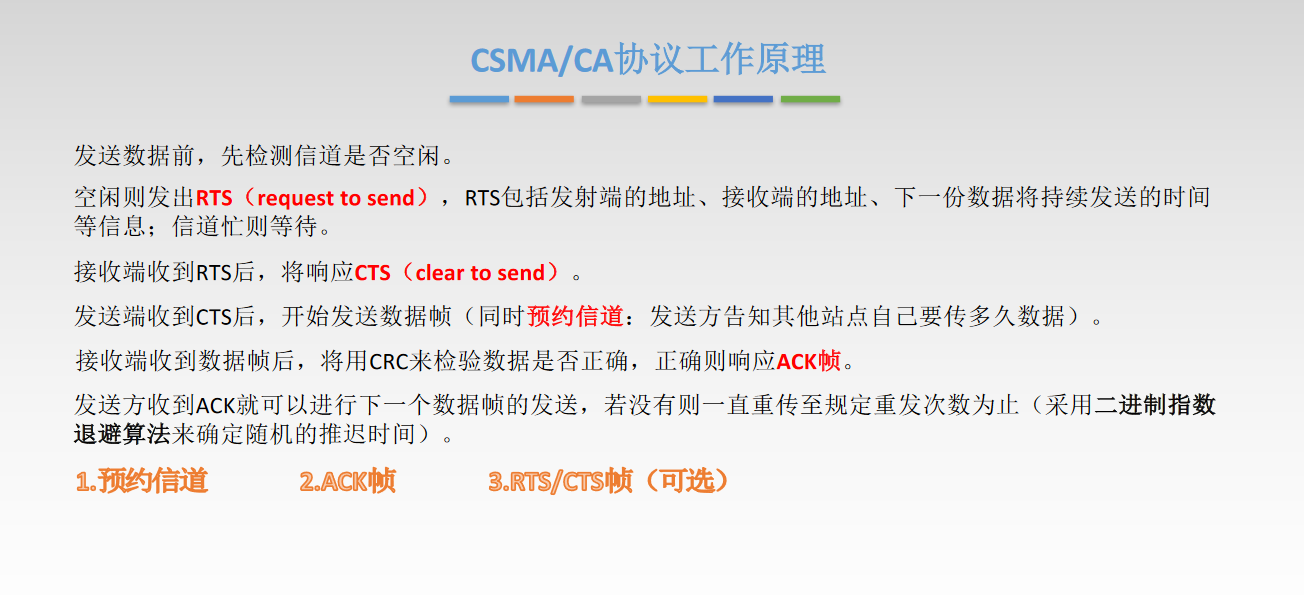 CSMA/CA协议工作原理
发送数据前，先检测信道是否空闲。
空闲则发出RTS（request to send），RTS包括发射端的地址、接收端的地址、下一份数据将持续发送的时间
等信息；信道忙则等待。
接收端收到RTS后，将响应CTS（clear to send）。
发送端收到CTS后，开始发送数据帧（同时预约信道：发送方告知其他站点自己要传多久数据）。
接收端收到数据帧后，将用CRC来检验数据是否正确，正确则响应ACK帧。
发送方收到ACK就可以进行下一个数据帧的发送，若没有则一直重传至规定重发次数为止（采用二进制指数
退避算法来确定随机的推迟时间）。
1.预约信道 2.ACK帧 3.RTS/CTS帧（可选）